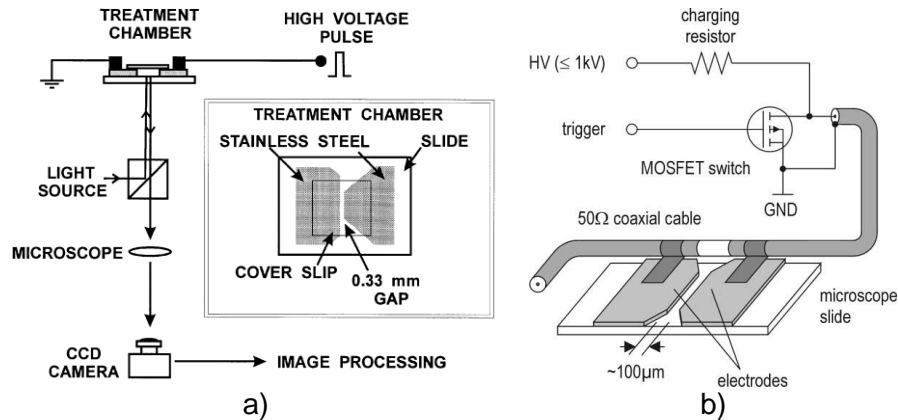 TREATMENT
CHAMBER
HIGH VOLTAGE
PULSE
LIGHT
SOURCE
MICROSCOPE
CCD
CAMERA
IMAGE PROCESSING
TREATMENT CHAMBER
STAINLESS STEEL
SLIDE
COVER SLIP
0.33 mm
GAP
a)
charging
resistor
HV (≤ 1kV)
trigger
MOSFET switch
GND
50Ω coaxial cable
microscope
slide
~100μm
electrodes
b)